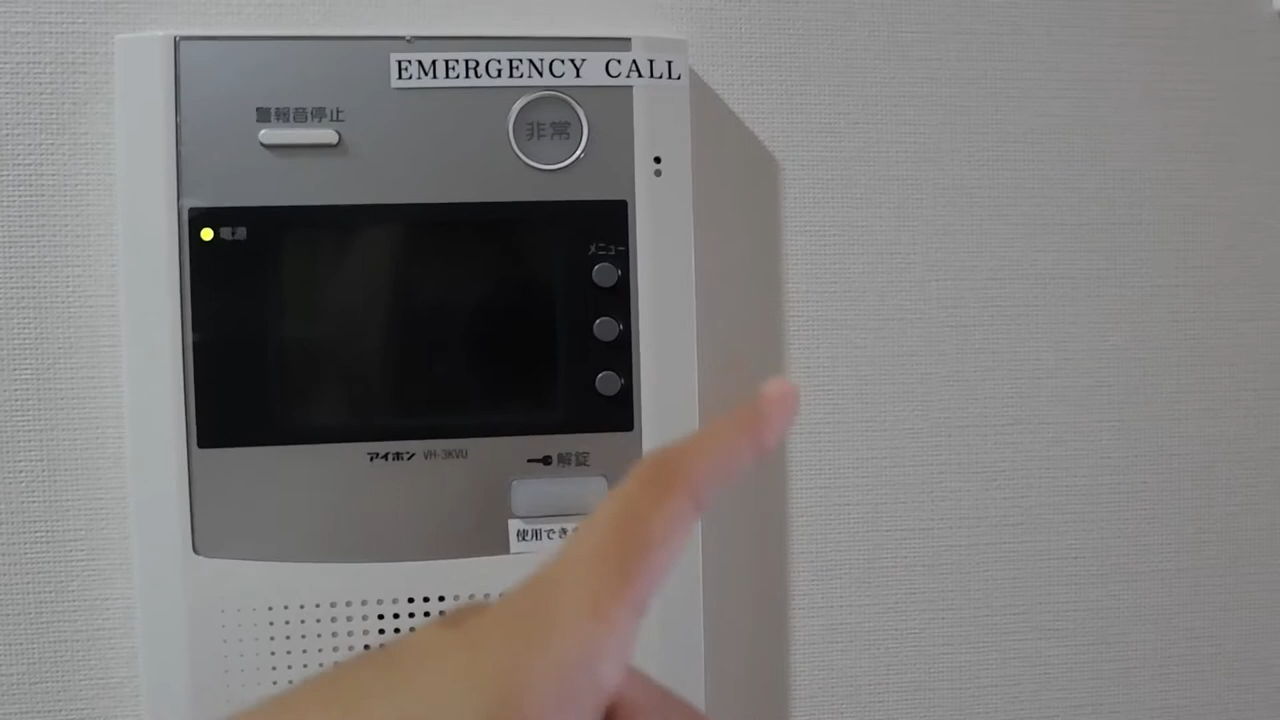 EMERGENCY CALL
警報音停止
非常
電源
メニュー
アイホン VH-3KVU
解錠
使用でき